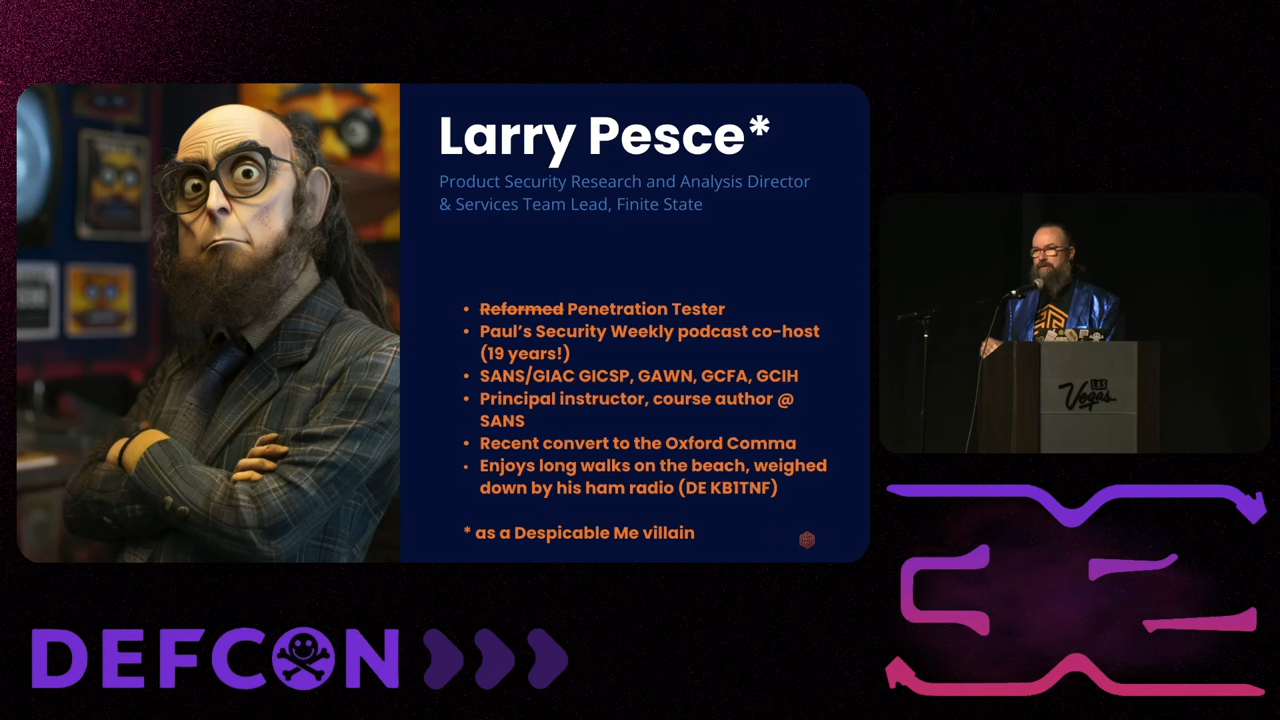 Larry Pesce*
Product Security Research and Analysis Director
& Services Team Lead, Finite State
• Reformed Penetration Tester
• Paul’s Security Weekly podcast co-host
(19 years!)
• SANS/GIAC GICSP, GAWN, GCFA, GCIH
• Principal instructor, course author @
SANS
• Recent convert to the Oxford Comma
• Enjoys long walks on the beach, weighed
down by his ham radio (DE KB1TNF)
* as a Despicable Me villain
LAS
Vegas
DEFCON